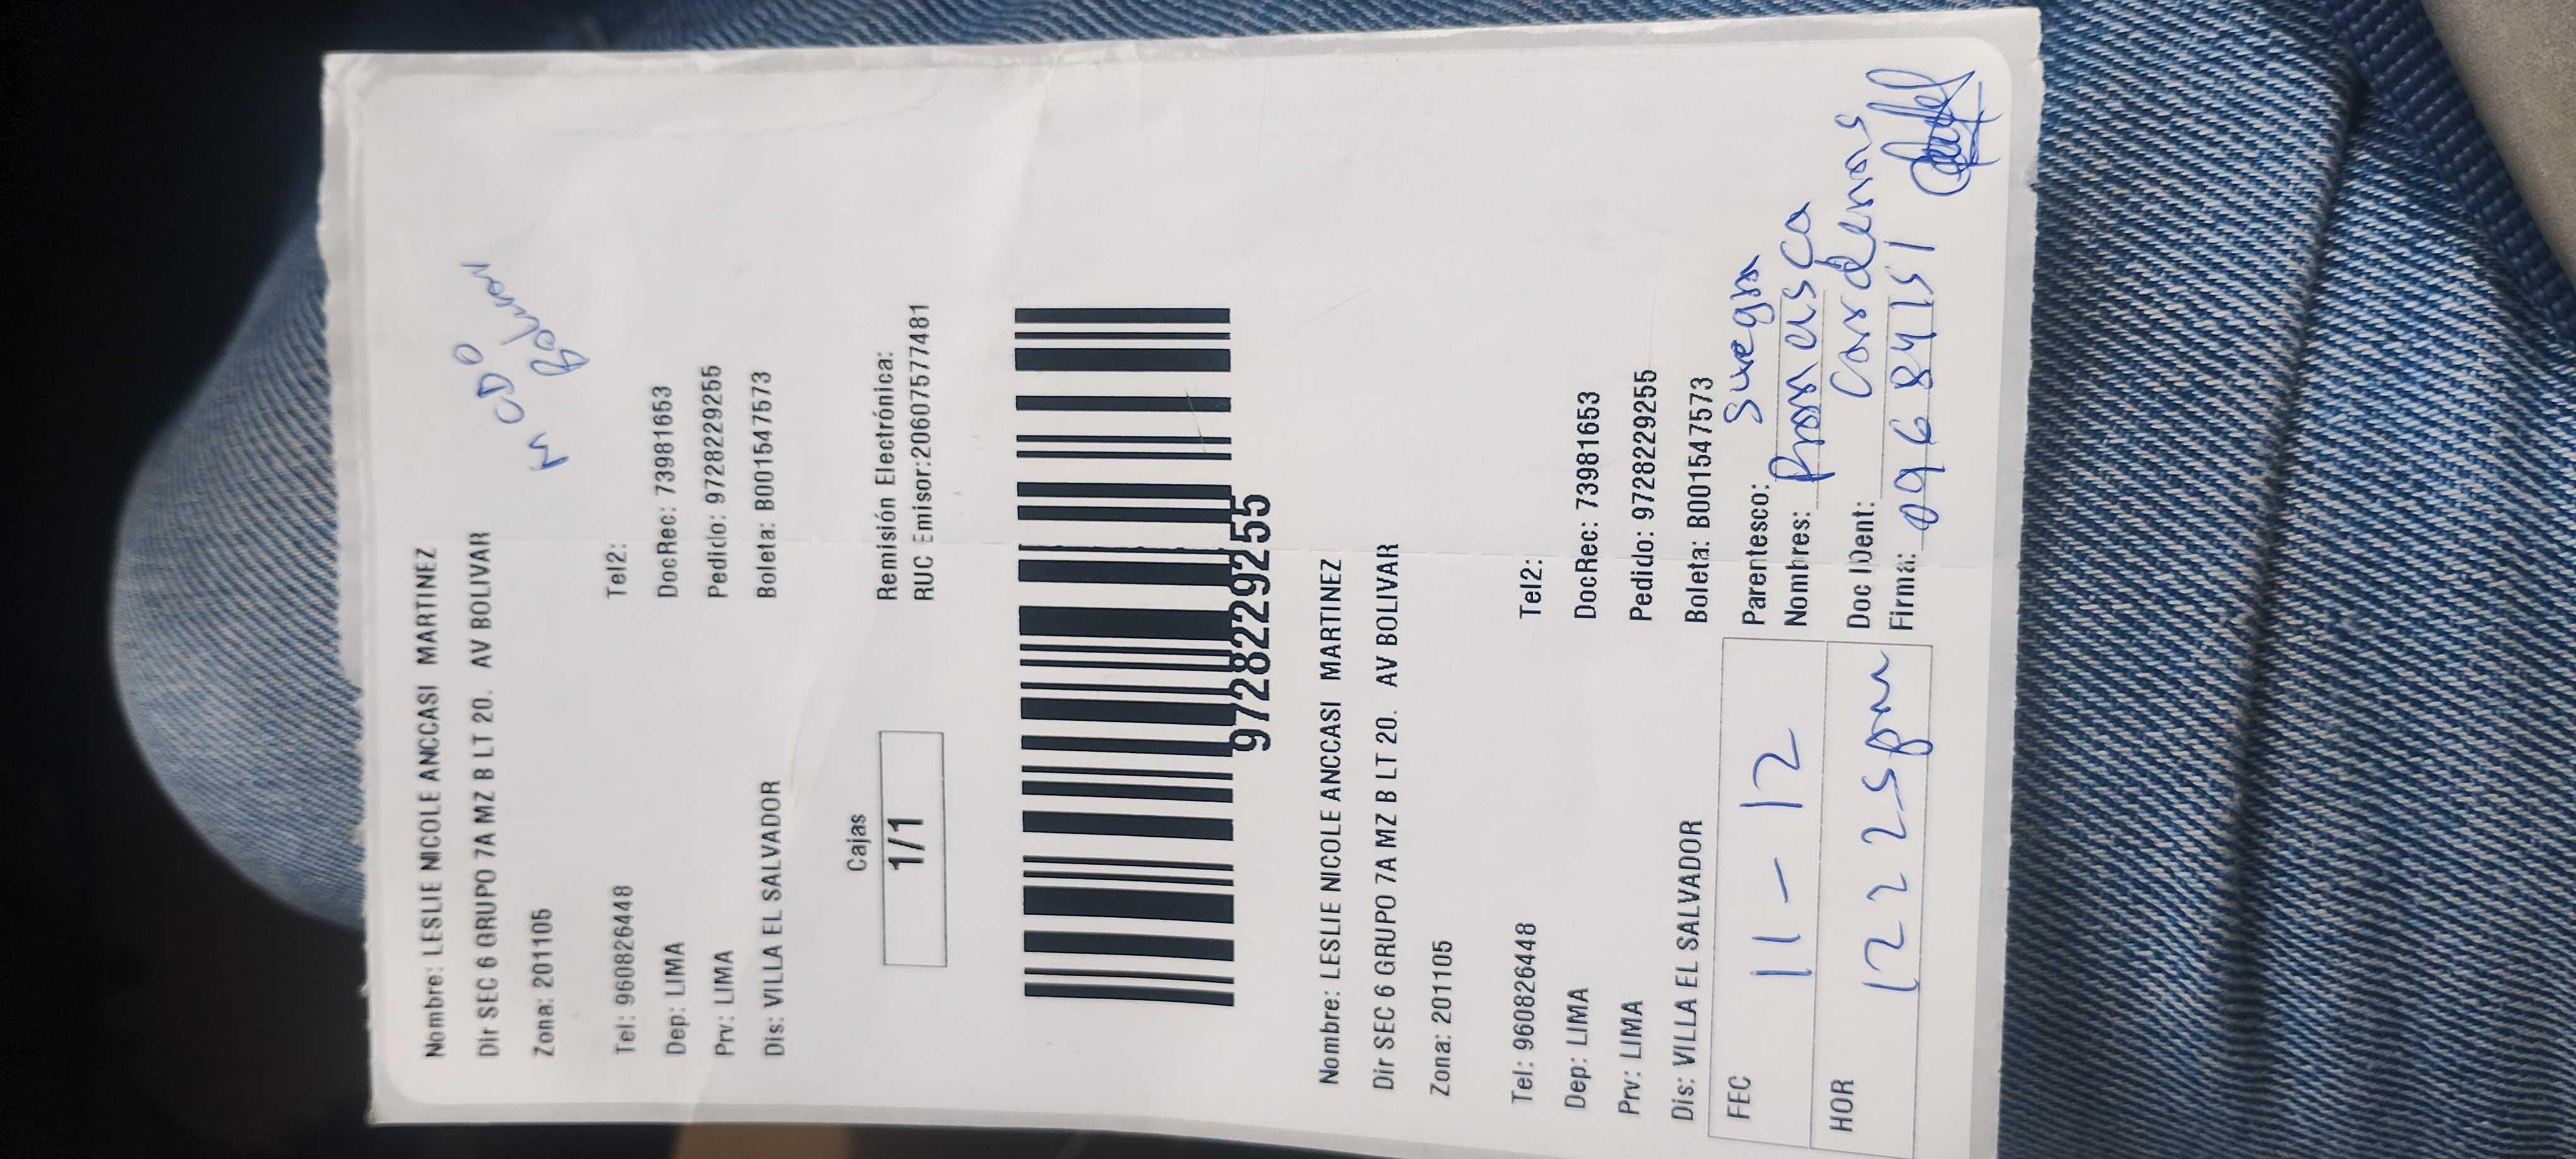 Nombre: LESLIE NICOLE ANCCASI MARTINEZ
Dir SEC 6 GRUPO 7A MZ B LT 20. AV BOLIVAR
M CDO
Bolivar
Zona: 201105
Tel: 960826448 Tel2:
Dep: LIMA DocRec: 73981653
Prv: LIMA Pedido: 9728229255
Dis: VILLA EL SALVADOR Boleta: B001547573
Cajas
1/1
Remisión Electrónica:
RUC Emisor:20607577481
9728229255
Nombre: LESLIE NICOLE ANCCASI MARTINEZ
Dir SEC 6 GRUPO 7A MZ B LT 20. AV BOLIVAR
Zona: 201105
Tel: 960826448 Tel2:
Dep: LIMA DocRec: 73981653
Prv: LIMA Pedido: 9728229255
Dis: VILLA EL SALVADOR Boleta: B001547573
FEC 11-12
HOR 12 22 5pm
Parentesco: Suegra
Nombres:
Cardenas
Doc IDent: 09684151
Firma: